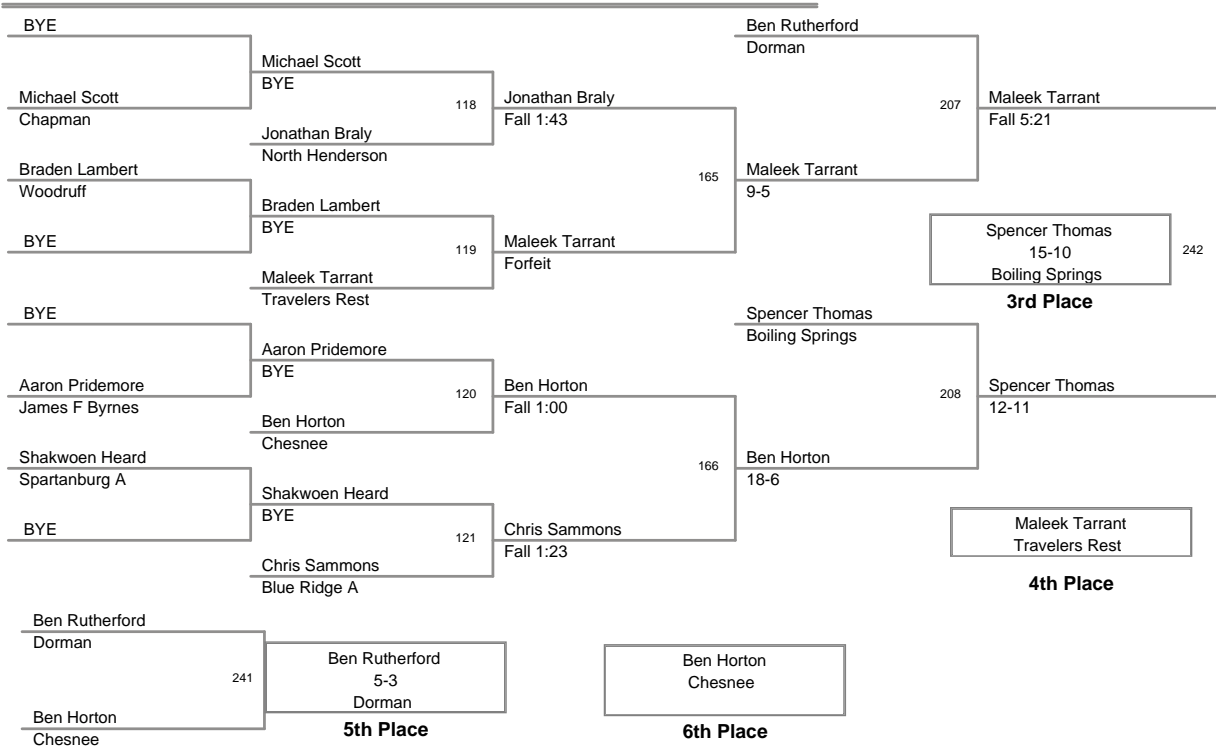 BYE
Michael Scott
Chapman
Braden Lambert
Woodruff
BYE
BYE
Aaron Pridemore
James F Byrnes
Shakwoen Heard
Spartanburg A
BYE
Michael Scott
BYE
118
Jonathan Braly
North Henderson
Braden Lambert
BYE
119
Maleek Tarrant
Travelers Rest
Aaron Pridemore
BYE
120
Ben Horton
Chesnee
Shakwoen Heard
BYE
121
Chris Sammons
Blue Ridge A
Jonathan Braly
Fall 1:43
165
Maleek Tarrant
Forfeit
Ben Horton
Fall 1:00
166
Chris Sammons
Fall 1:23
Ben Rutherford
Dorman
207
Maleek Tarrant
9-5
Spencer Thomas
Boiling Springs
208
Ben Horton
18-6
Maleek Tarrant
Fall 5:21
Spencer Thomas
15-10
Boiling Springs
242
3rd Place
Spencer Thomas
12-11
Maleek Tarrant
Travelers Rest
4th Place
Ben Rutherford
Dorman
241
Ben Horton
Chesnee
Ben Rutherford
5-3
Dorman
5th Place
Ben Horton
Chesnee
6th Place